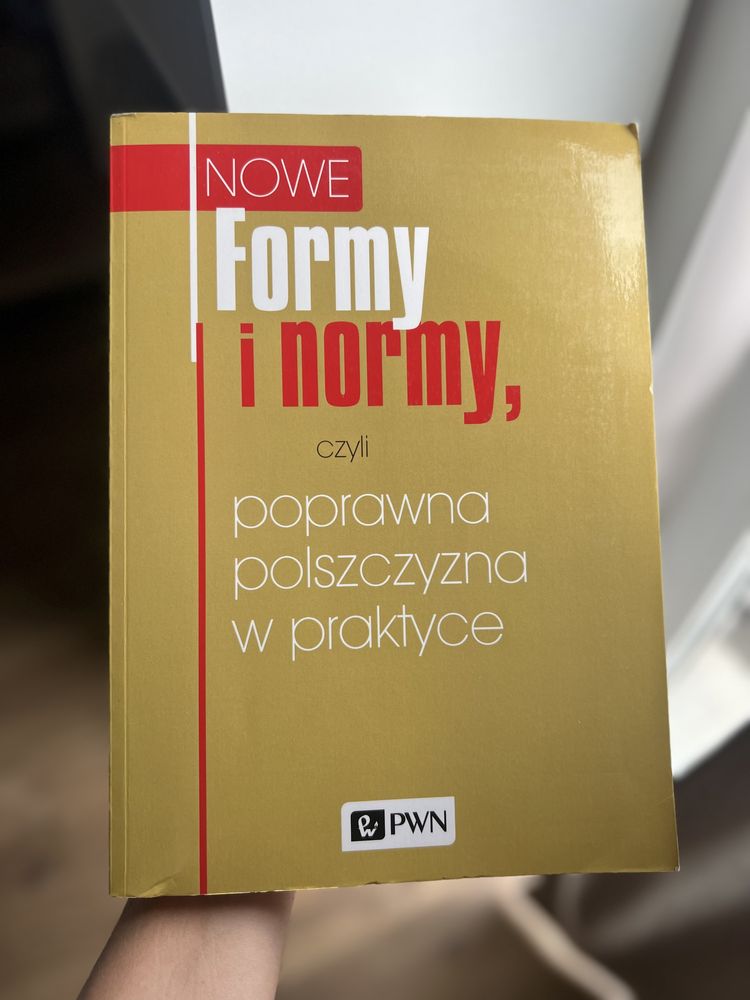 NOWE
Formy
i normy,
czyli
poprawna
polszczyzna
w praktyce
PWN